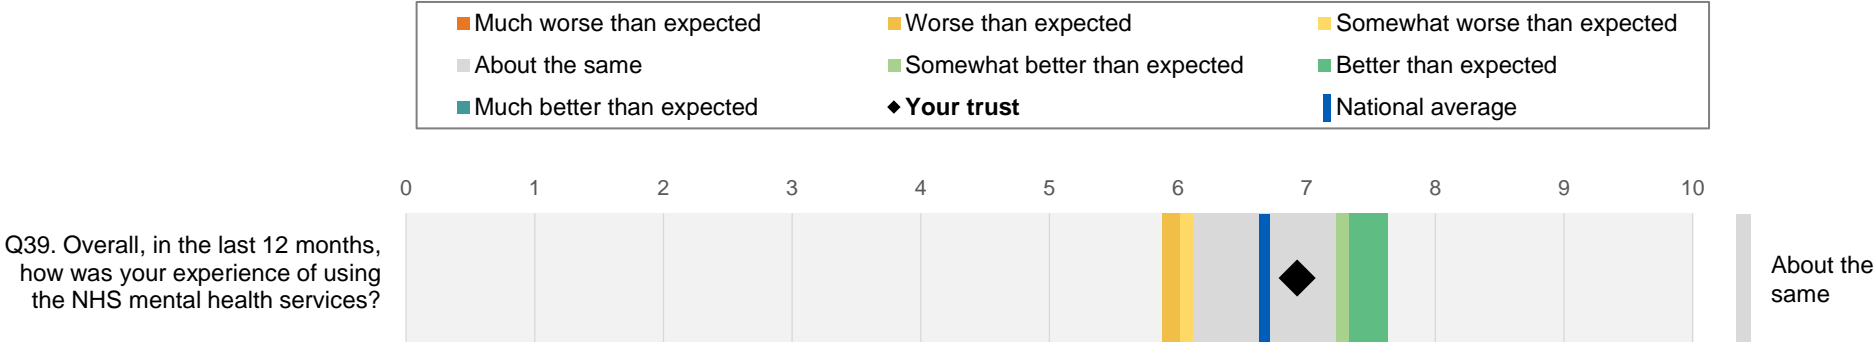 Much worse than expected
Worse than expected
Somewhat worse than expected
About the same
Somewhat better than expected
Better than expected
Much better than expected
Your trust
National average
0 1 2 3 4 5 6 7 8 9 10
Q39. Overall, in the last 12 months,
how was your experience of using
the NHS mental health services?
About the
same